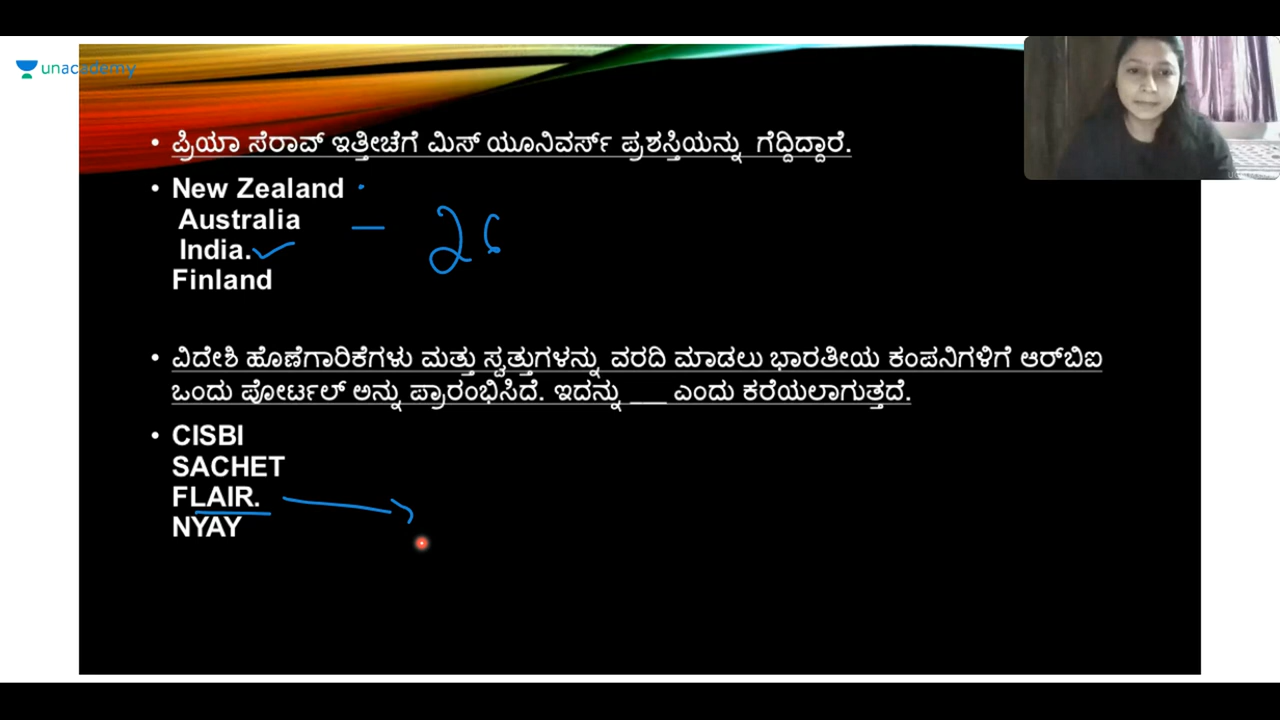 unacademy
• ಪ್ರಿಯಾ ಸೆರಾವ್ ಇತ್ತೀಚೆಗೆ ಮಿಸ್ ಯೂನಿವರ್ಸ್ ಪ್ರಶಸ್ತಿಯನ್ನು ಗೆದ್ದಿದ್ದಾರೆ.
• New Zealand
Australia
India.
Finland
• ವಿದೇಶಿ ಹೊಣೆಗಾರಿಕೆಗಳು ಮತ್ತು ಸ್ವತ್ತುಗಳನ್ನು ವರದಿ ಮಾಡಲು ಭಾರತೀಯ ಕಂಪನಿಗಳಿಗೆ ಆರ್‌ಬಿಐ
ಒಂದು ಪೋರ್ಟಲ್ ಅನ್ನು ಪ್ರಾರಂಭಿಸಿದೆ. ಇದನ್ನು ___ ಎಂದು ಕರೆಯಲಾಗುತ್ತದೆ.
• CISBI
SACHET
FLAIR.
NYAY